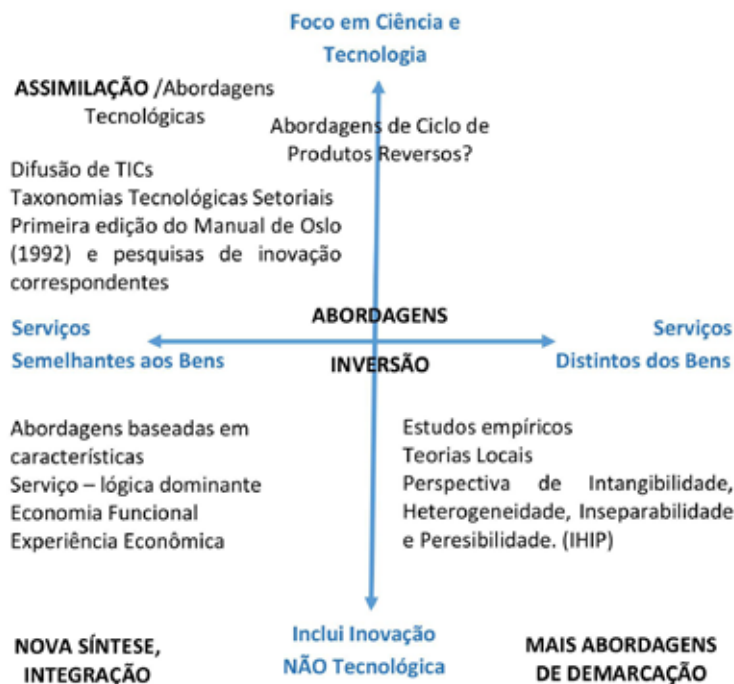 Foco em Ciência e
Tecnologia
ASSIMILAÇÃO /Abordagens
Tecnológicas
Abordagens de Ciclo de
Produtos Reversos?
Difusão de TICs
Taxonomias Tecnológicas Setoriais
Primeira edição do Manual de Oslo
(1992) e pesquisas de inovação
correspondentes
ABORDAGENS
Serviços
Semelhantes aos Bens
INVERSÃO
Serviços
Distintos dos Bens
Abordagens baseadas em
características
Serviço – lógica dominante
Economia Funcional
Experiência Econômica
Estudos empíricos
Teorias Locais
Perspectiva de Intangibilidade,
Heterogeneidade, Inseparabilidade
e Peresibilidade. (IHIP)
NOVA SÍNTESE,
INTEGRAÇÃO
Inclui Inovação
NÃO Tecnológica
MAIS ABORDAGENS
DE DEMARCAÇÃO